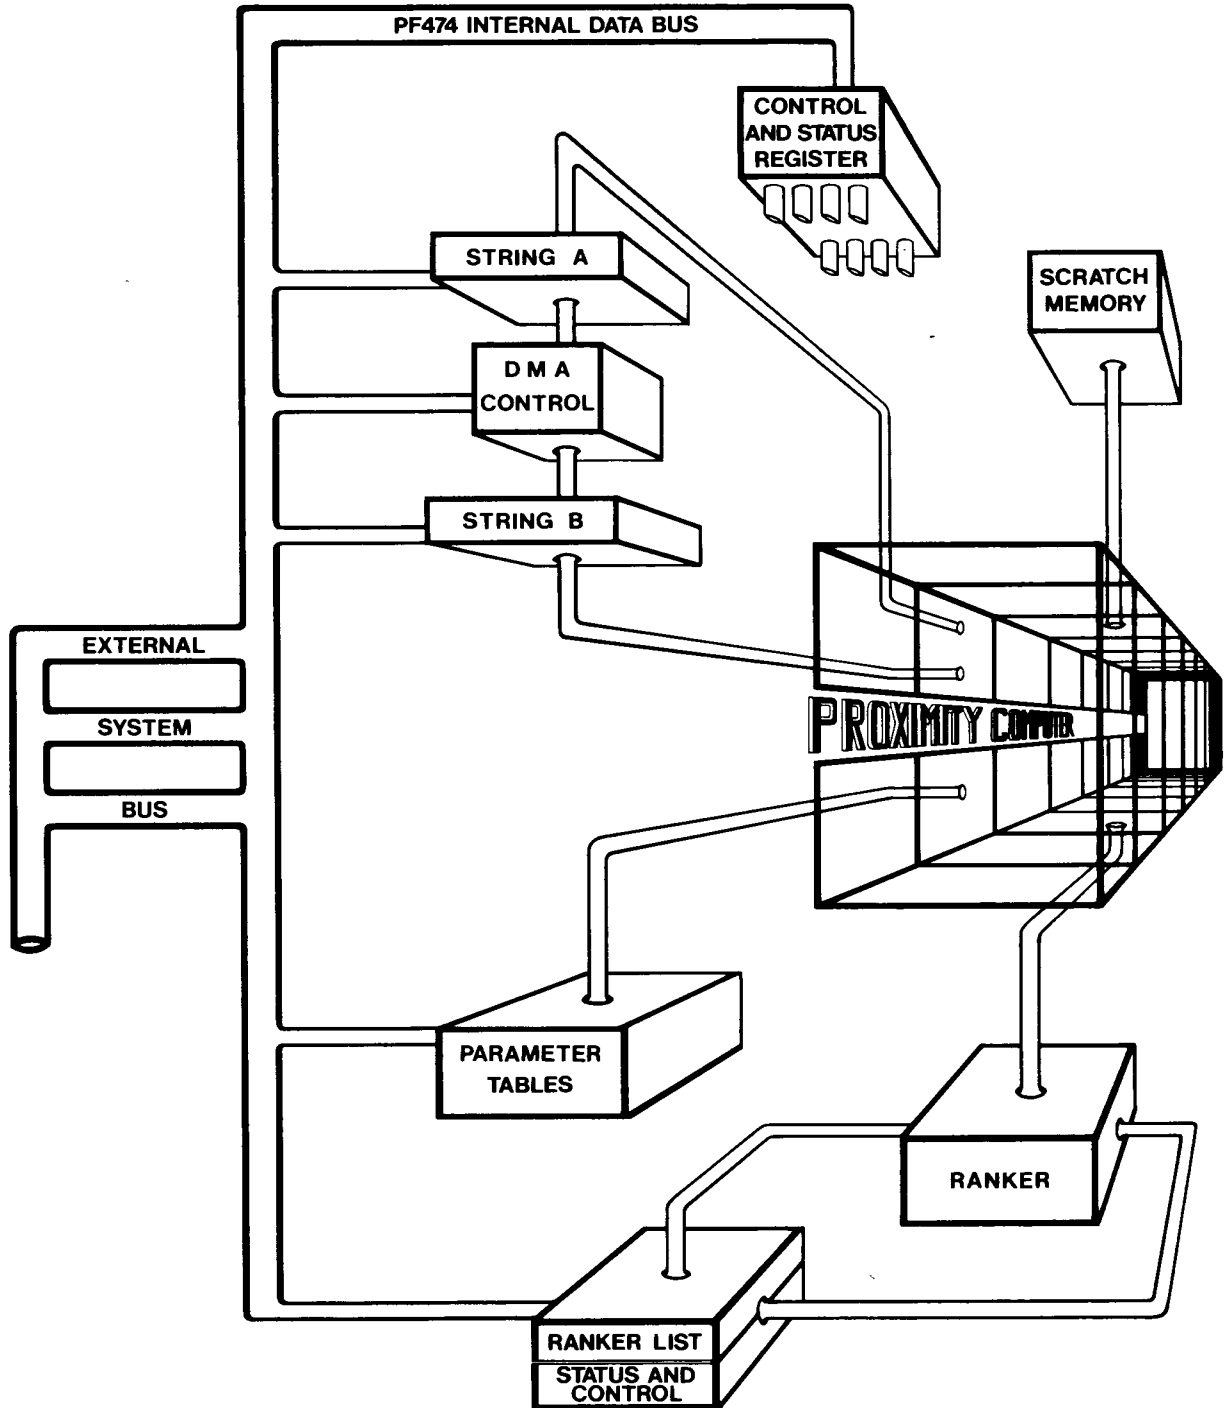 PF474 INTERNAL DATA BUS
CONTROL
AND STATUS
REGISTER
STRING A
SCRATCH
MEMORY
DMA
CONTROL
STRING B
EXTERNAL
SYSTEM
BUS
PROXIMITY COMPUTER
PARAMETER
TABLES
RANKER
RANKER LIST
STATUS AND
CONTROL